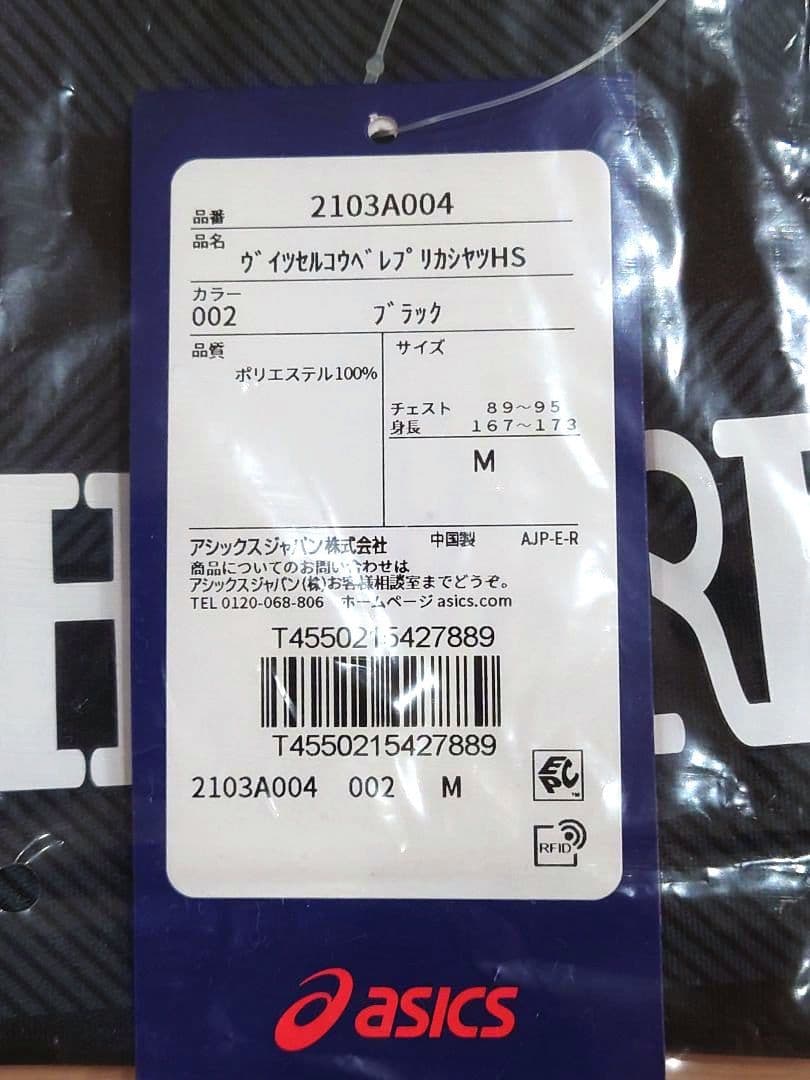 品番 2103A004
品名
ヴイツセルコウベレプリカシヤツHS
カラー
002 ブラック
品質 サイズ
ポリエステル100%
チェスト 89〜95
身長 167〜173
M
アシックスジャパン株式会社 中国製 AJP-E-R
商品についてのお問い合わせは
アシックスジャパン(株)お客様相談室までどうぞ。
TEL 0120-068-806 ホームページ asics.com
T4550215427889
T4550215427889
2103A004 002 M
EPC
RFID
asics